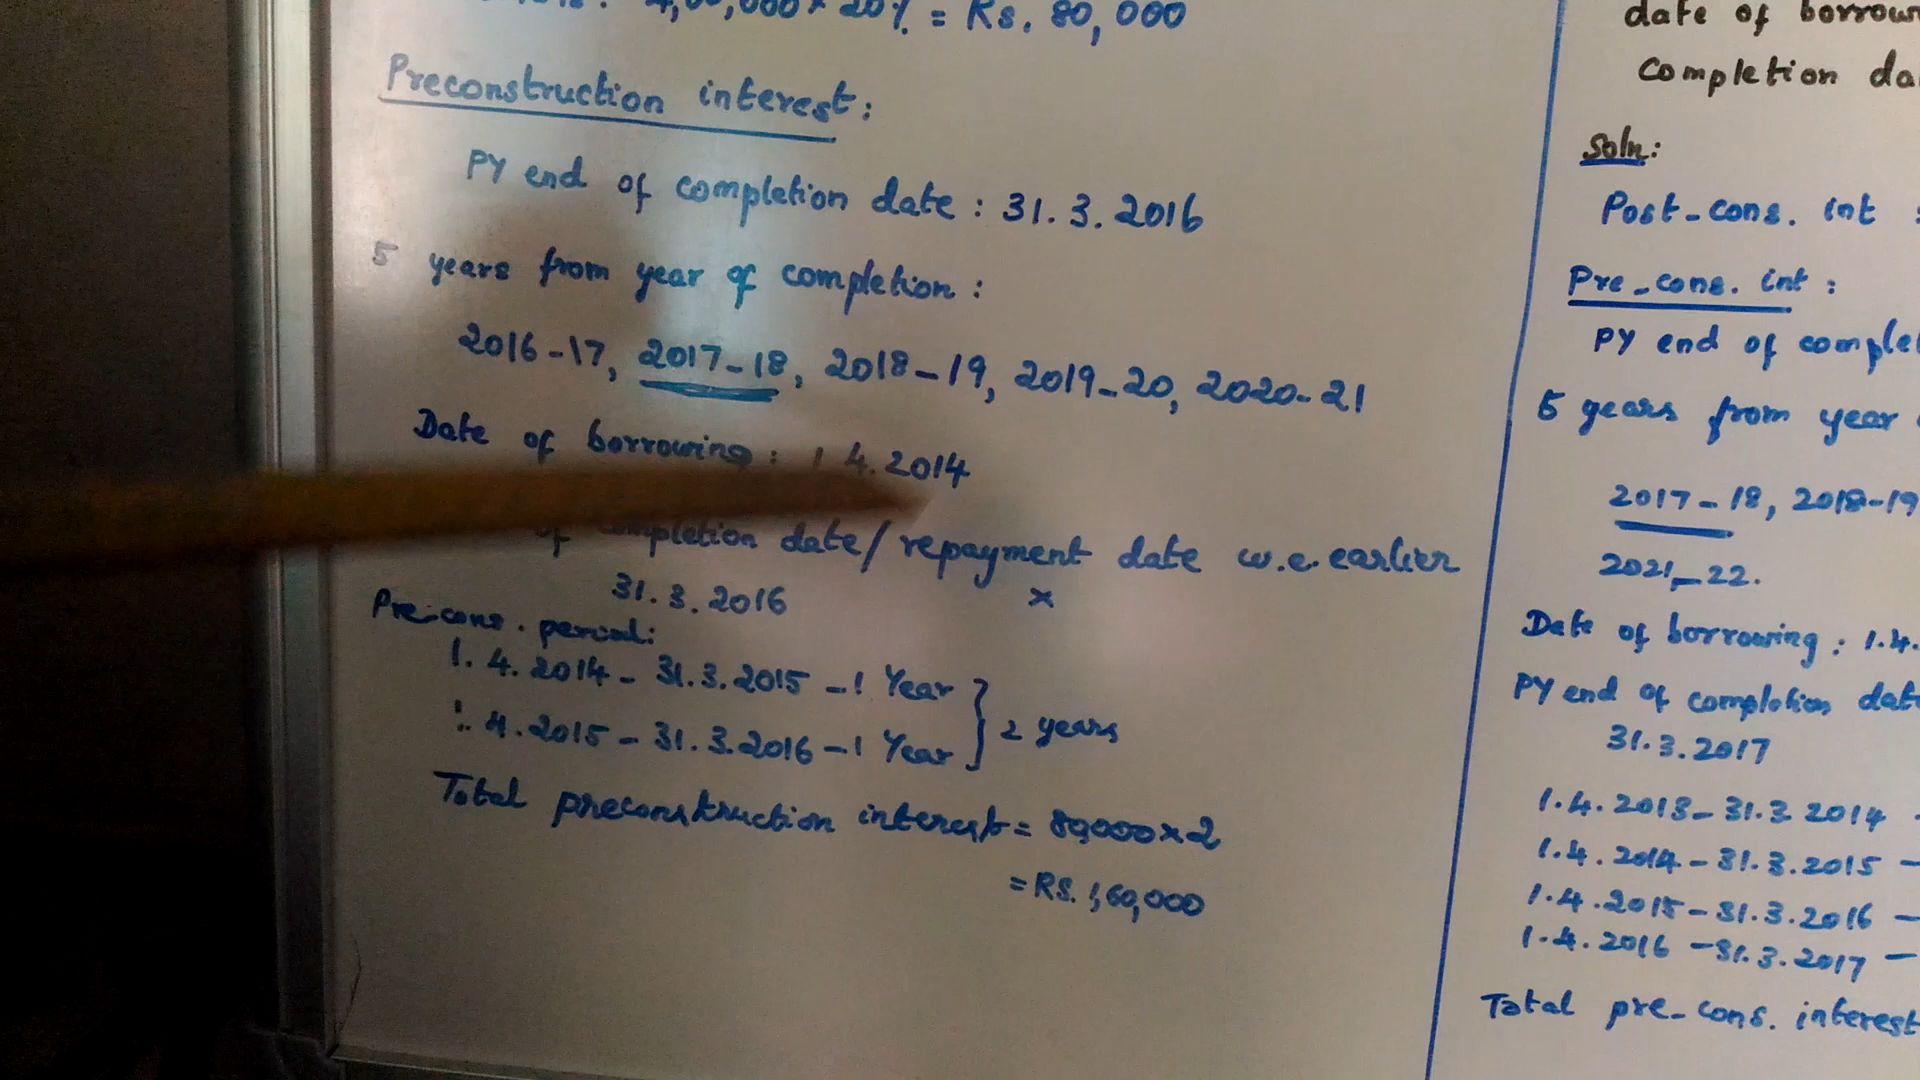 4,00,000 x 20% = Rs. 80,000
Preconstruction interest:
PY end of completion date : 31.3.2016
5 years from year of completion :
2016-17, 2017-18, 2018-19, 2019-20, 2020-21
Date of borrowing : 1.4.2014
of completion date/repayment date w.e. earlier
31.3.2016 x
Pre-cons. period:
1.4.2014 - 31.3.2015 - 1 Year
1.4.2015 - 31.3.2016 - 1 Year } 2 years
Total preconstruction interest = 80,000 x 2
= RS. 1,60,000
date of borrow
Completion da
Soln:
Post-cons. int :
Pre-cons. int :
PY end of comple
5 years from year
2017-18, 2018-19
2021-22.
Date of borrowing : 1.4.
PY end of completion dat
31.3.2017
1.4.2013 - 31.3.2014 -
1.4.2014 - 31.3.2015 -
1.4.2015 - 31.3.2016 -
1.4.2016 - 31.3.2017 -
Total pre-cons. interest